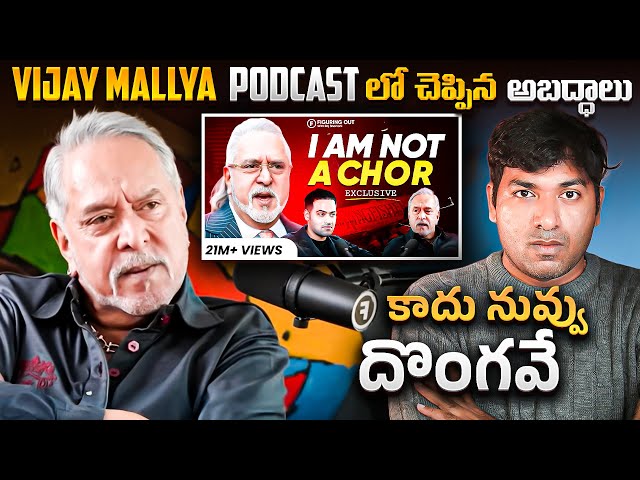 VIJAY MALLYA PODCAST లో చెప్పిన అబద్ధాలు
FIGURING OUT
I AM NOT
A CHOR
EXCLUSIVE
21M+ VIEWS
కాదు నువ్వు
దొంగవే